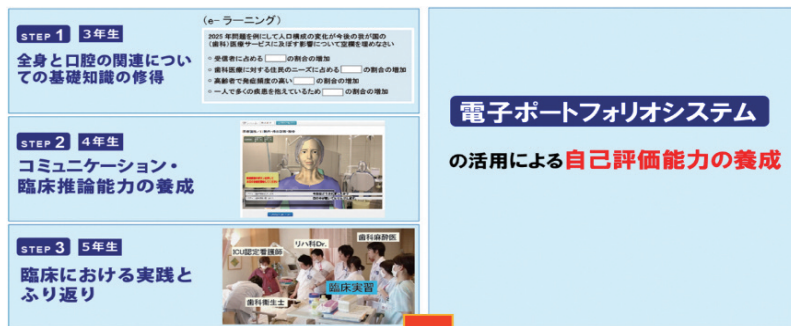 STEP 1 3年生
全身と口腔の関連につい
ての基礎知識の修得
(e-ラーニング)
2025年問題を例にして人口構成の変化が今後の我が国の
(歯科)医療サービスに及ぼす影響について空欄を埋めなさい
受信者に占める の割合の増加
歯科医療に対する住民のニーズに占める の割合の増加
高齢者で発症頻度の高い の割合の増加
一人で多くの疾患を抱えているため の割合の増加
STEP 2 4年生
コミュニケーション・
臨床推論能力の養成
STEP 3 5年生
臨床における実践と
ふり返り
ICU認定看護師
リハ科Dr.
歯科麻酔医
臨床実習
歯科衛生士
電子ポートフォリオシステム
の活用による自己評価能力の養成